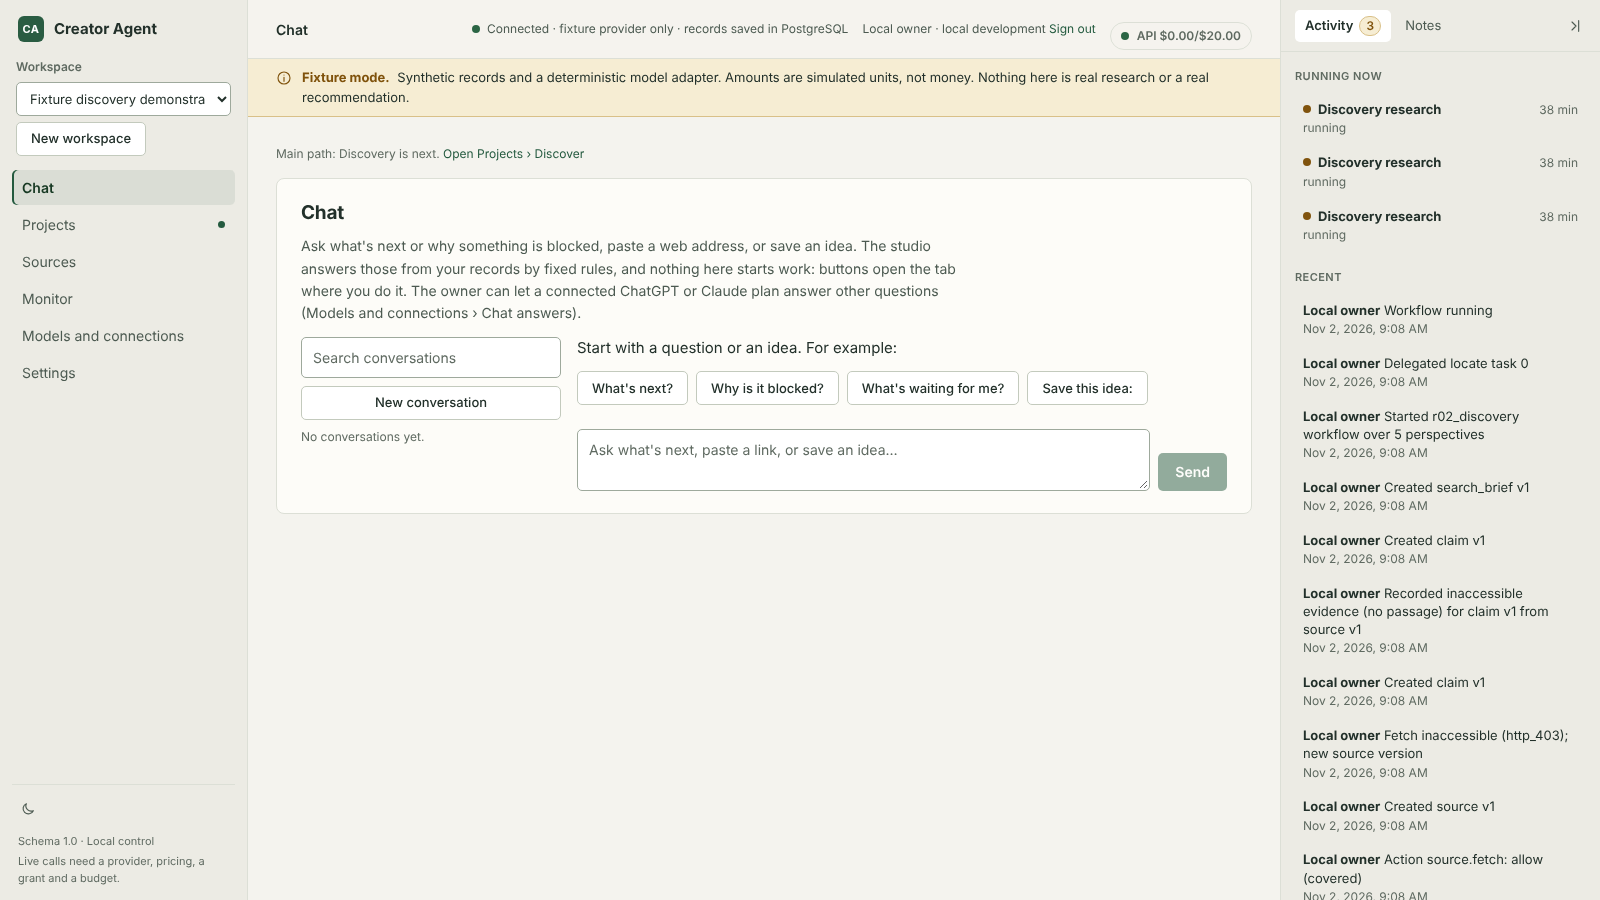 CA Creator Agent
Workspace
Fixture discovery demonstra
New workspace
Chat
Projects
Sources
Monitor
Models and connections
Settings
Schema 1.0 · Local control
Live calls need a provider, pricing, a
grant and a budget.
Chat
Connected · fixture provider only · records saved in PostgreSQL
Local owner · local development Sign out
API $0.00/$20.00
Fixture mode. Synthetic records and a deterministic model adapter. Amounts are simulated units, not money. Nothing here is real research or a real
recommendation.
Main path: Discovery is next. Open Projects › Discover
Chat
Ask what's next or why something is blocked, paste a web address, or save an idea. The studio
answers those from your records by fixed rules, and nothing here starts work: buttons open the tab
where you do it. The owner can let a connected ChatGPT or Claude plan answer other questions
(Models and connections › Chat answers).
Search conversations
New conversation
No conversations yet.
Start with a question or an idea. For example:
What's next?
Why is it blocked?
What's waiting for me?
Save this idea:
Ask what's next, paste a link, or save an idea...
Send
Activity 3
Notes
RUNNING NOW
Discovery research 38 min
running
Discovery research 38 min
running
Discovery research 38 min
running
RECENT
Local owner Workflow running
Nov 2, 2026, 9:08 AM
Local owner Delegated locate task 0
Nov 2, 2026, 9:08 AM
Local owner Started r02_discovery
workflow over 5 perspectives
Nov 2, 2026, 9:08 AM
Local owner Created search_brief v1
Nov 2, 2026, 9:08 AM
Local owner Created claim v1
Nov 2, 2026, 9:08 AM
Local owner Recorded inaccessible
evidence (no passage) for claim v1 from
source v1
Nov 2, 2026, 9:08 AM
Local owner Created claim v1
Nov 2, 2026, 9:08 AM
Local owner Fetch inaccessible (http_403);
new source version
Nov 2, 2026, 9:08 AM
Local owner Created source v1
Nov 2, 2026, 9:08 AM
Local owner Action source.fetch: allow
(covered)
Nov 2, 2026, 9:08 AM